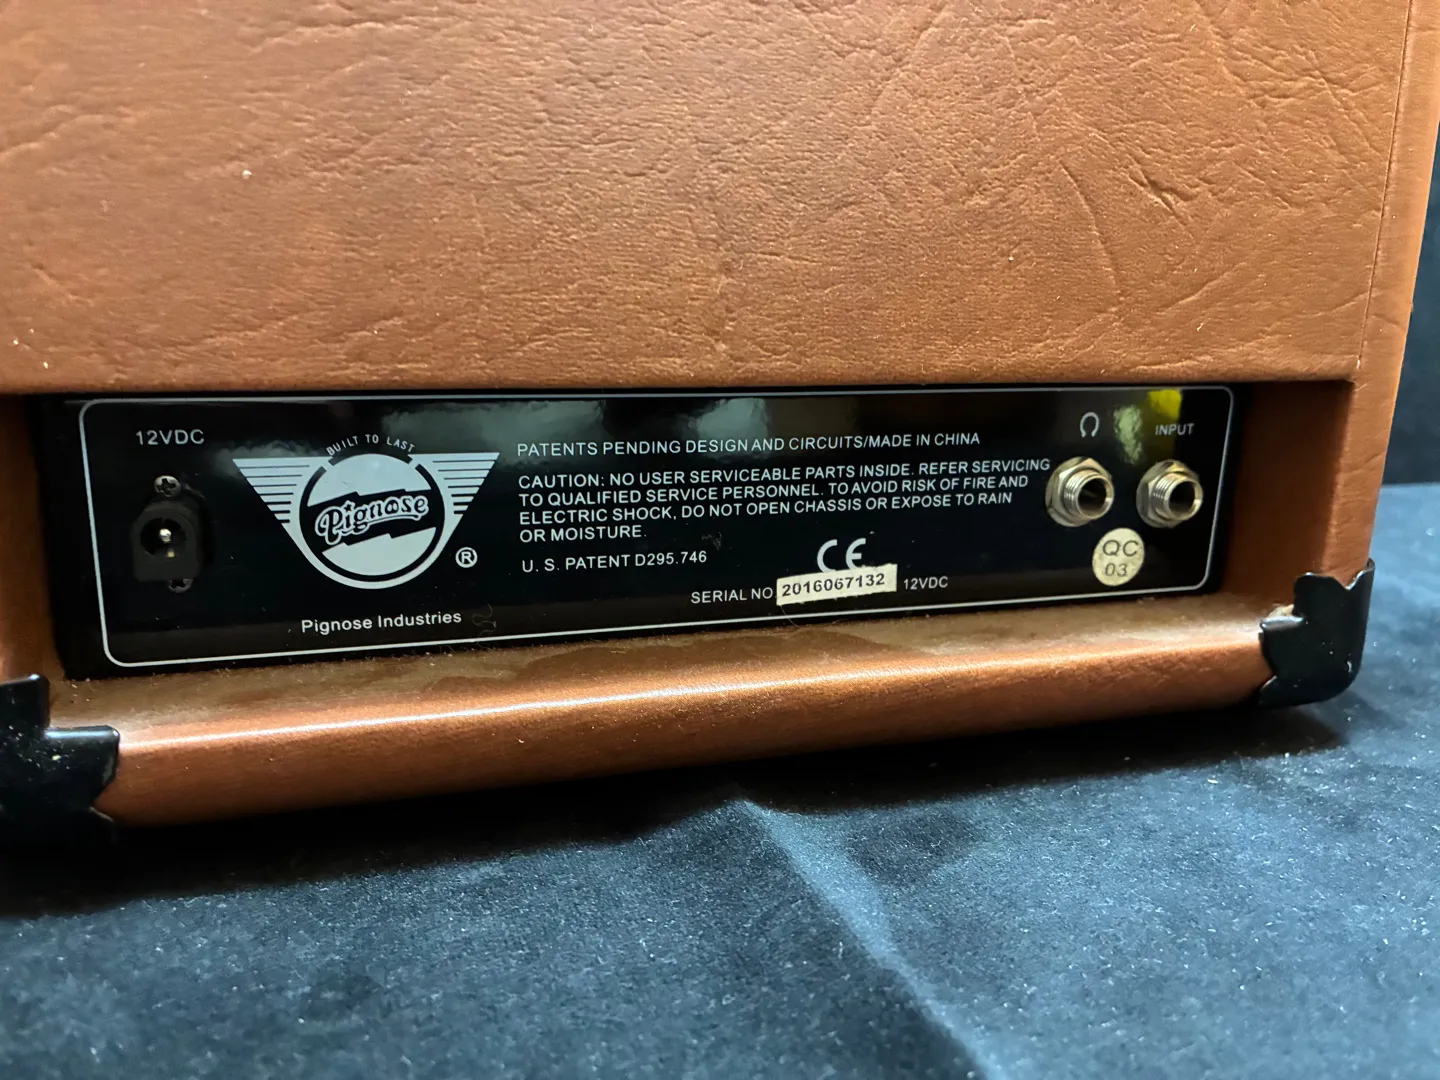 12VDC
BUILT TO LAST
Pignose
®
Pignose Industries
PATENTS PENDING DESIGN AND CIRCUITS/MADE IN CHINA
CAUTION: NO USER SERVICEABLE PARTS INSIDE. REFER SERVICING
TO QUALIFIED SERVICE PERSONNEL. TO AVOID RISK OF FIRE AND
ELECTRIC SHOCK, DO NOT OPEN CHASSIS OR EXPOSE TO RAIN
OR MOISTURE.
U. S. PATENT D295.746
CE
SERIAL NO. 2016067132 12VDC
INPUT
QC
03